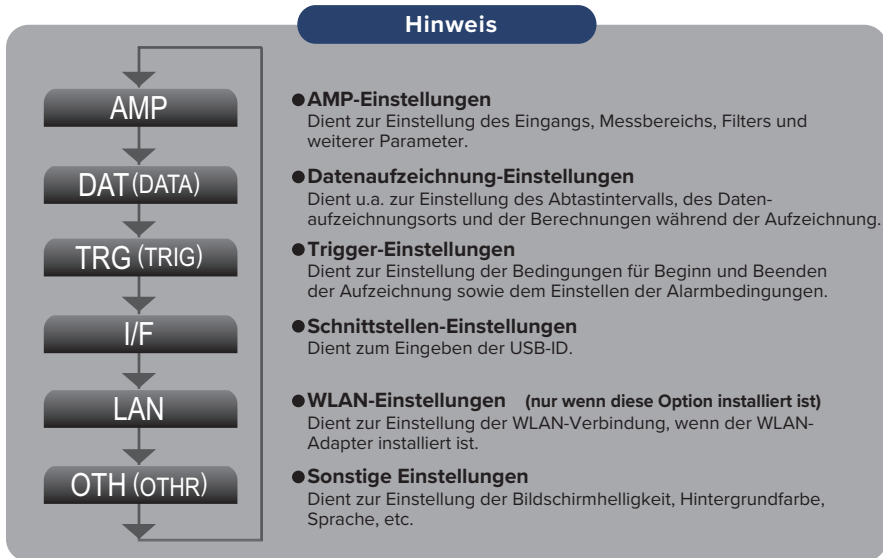 Hinweis
AMP
● AMP-Einstellungen
Dient zur Einstellung des Eingangs, Messbereichs, Filters und
weiterer Parameter.
DAT (DATA)
● Datenaufzeichnung-Einstellungen
Dient u.a. zur Einstellung des Abtastintervalls, des Daten-
aufzeichnungsorts und der Berechnungen während der Aufzeichnung.
TRG (TRIG)
● Trigger-Einstellungen
Dient zur Einstellung der Bedingungen für Beginn und Beenden
der Aufzeichnung sowie dem Einstellen der Alarmbedingungen.
I/F
● Schnittstellen-Einstellungen
Dient zum Eingeben der USB-ID.
LAN
● WLAN-Einstellungen (nur wenn diese Option installiert ist)
Dient zur Einstellung der WLAN-Verbindung, wenn der WLAN-
Adapter installiert ist.
OTH (OTHR)
● Sonstige Einstellungen
Dient zur Einstellung der Bildschirmhelligkeit, Hintergrundfarbe,
Sprache, etc.